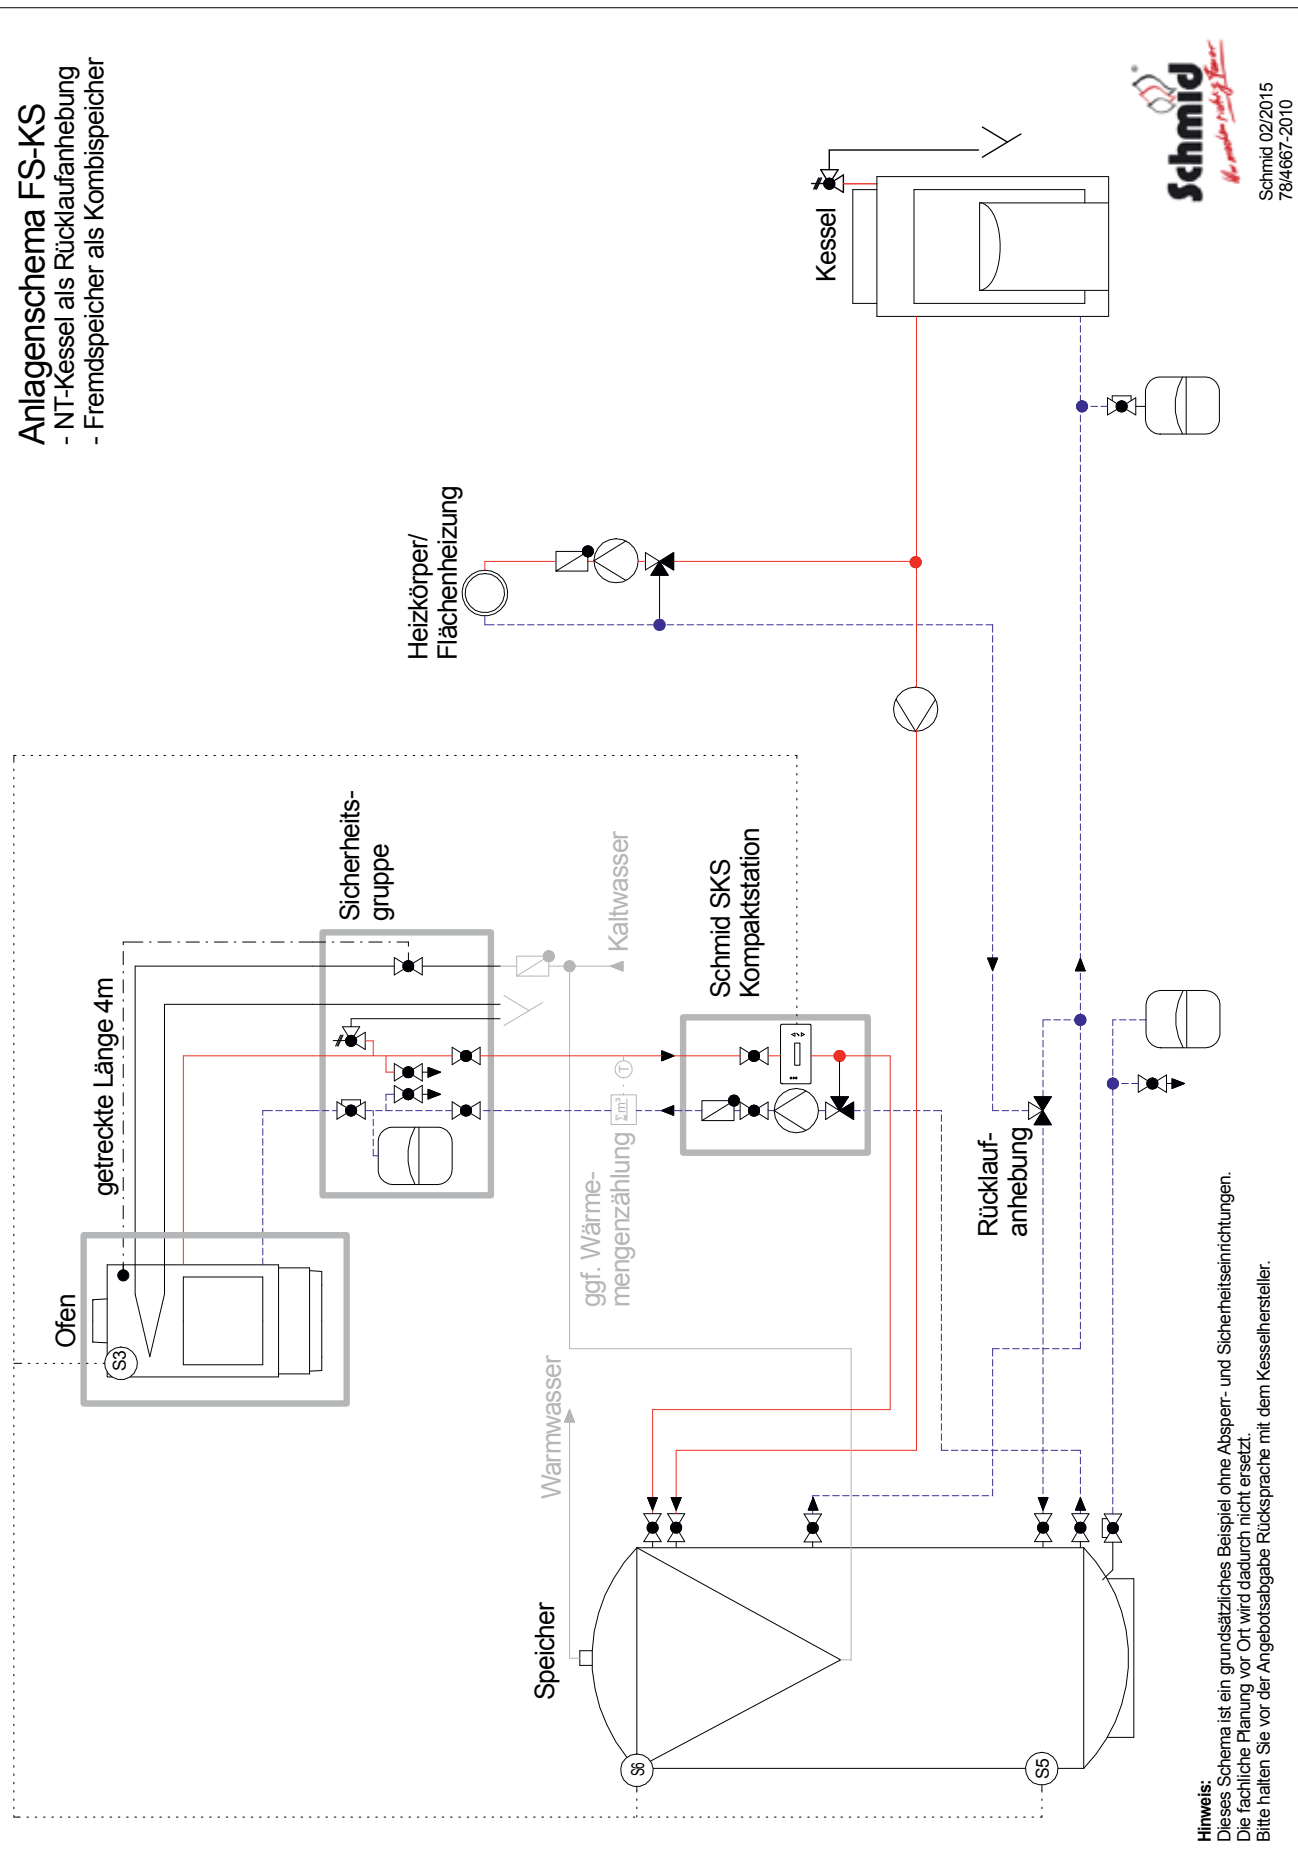 Anlagenschema FS-KS
- NT-Kessel als Rücklaufanhebung
- Fremdspeicher als Kombispeicher
Ofen
S3
getreckte Länge 4m
Sicherheits-
gruppe
Heizkörper/
Flächenheizung
Kessel
Speicher
S6
S5
Warmwasser
ggf. Wärme-
mengenzählung
Σm³
T
Kaltwasser
Schmid SKS
Kompaktstation
Rücklauf-
anhebung
Schmid
®
Schmid 02/2015
78/4667-2010
Hinweis:
Dieses Schema ist ein grundsätzliches Beispiel ohne Absperr- und Sicherheitseinrichtungen.
Die fachliche Planung vor Ort wird dadurch nicht ersetzt.
Bitte halten Sie vor der Angebotsabgabe Rücksprache mit dem Kesselhersteller.